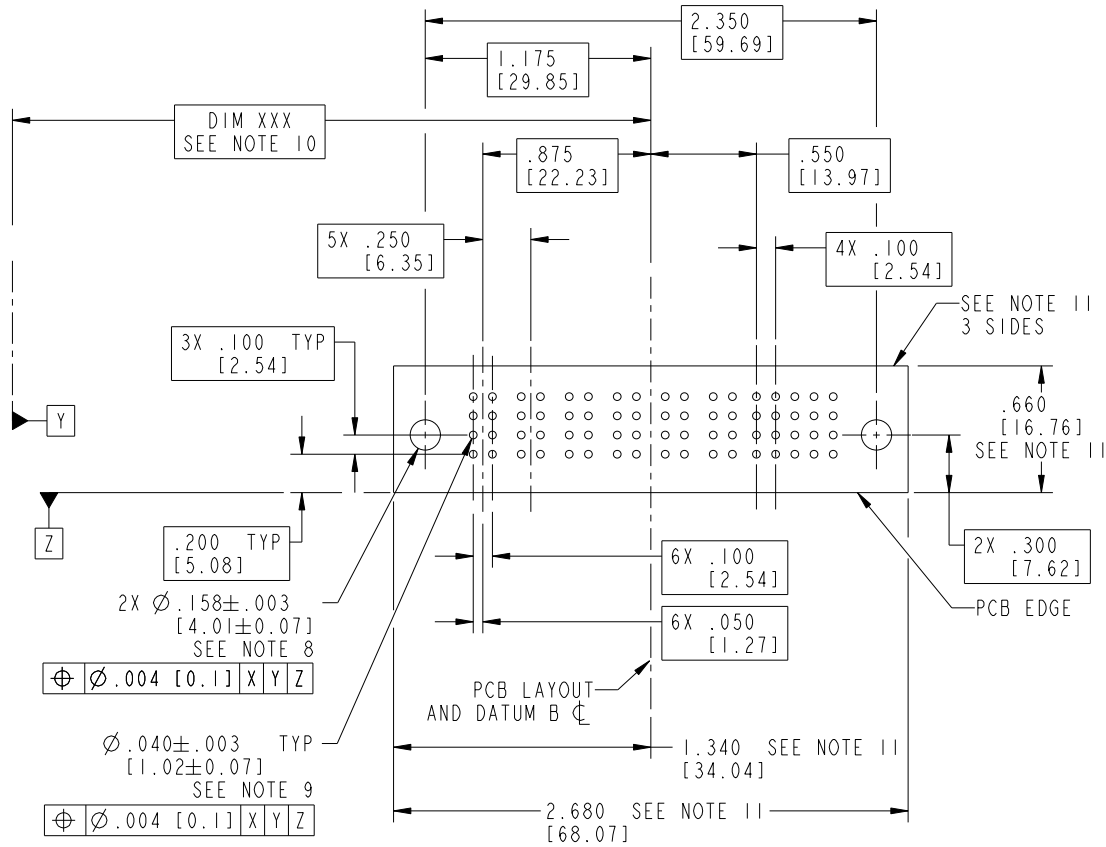 2.350
[59.69]
1.175
[29.85]
DIM XXX
SEE NOTE 10
.875
[22.23]
.550
[13.97]
5X .250
[6.35]
4X .100
[2.54]
SEE NOTE 11
3 SIDES
3X .100 TYP
[2.54]
.660
[16.76]
SEE NOTE 11
Y
Z
.200 TYP
[5.08]
6X .100
[2.54]
2X .300
[7.62]
2X Ø.158±.003
[4.01±0.07]
SEE NOTE 8
⌖ Ø.004 [0.1] X Y Z
6X .050
[1.27]
PCB EDGE
PCB LAYOUT
AND DATUM B ℄
Ø.040±.003 TYP
[1.02±0.07]
SEE NOTE 9
⌖ Ø.004 [0.1] X Y Z
1.340 SEE NOTE 11
[34.04]
2.680 SEE NOTE 11
[68.07]